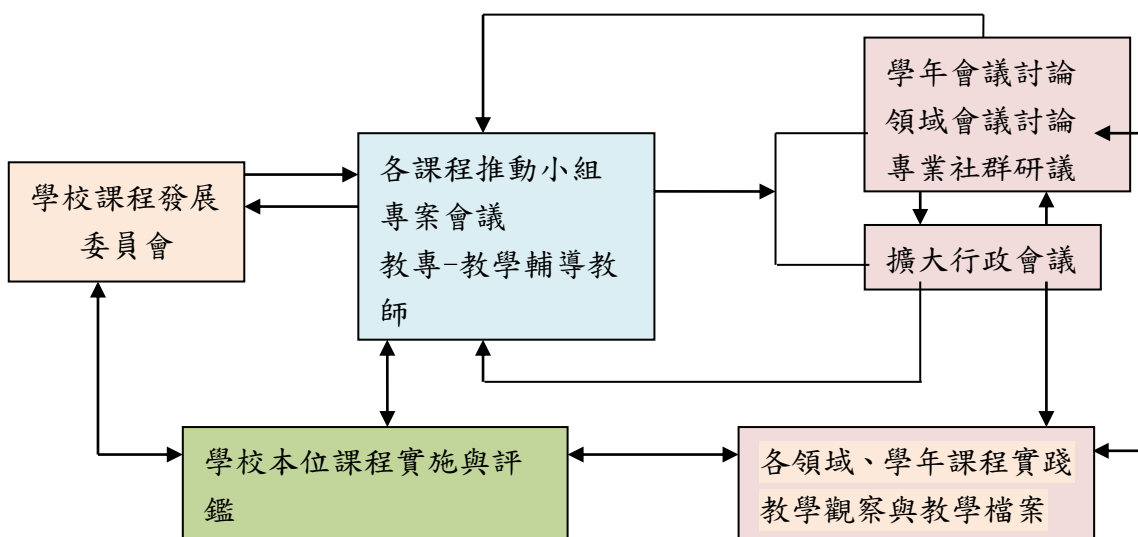 學校課程發展
委員會
各課程推動小組
專案會議
教專-教學輔導教
師
學年會議討論
領域會議討論
專業社群研議
擴大行政會議
學校本位課程實施與評
鑑
各領域、學年課程實踐
教學觀察與教學檔案